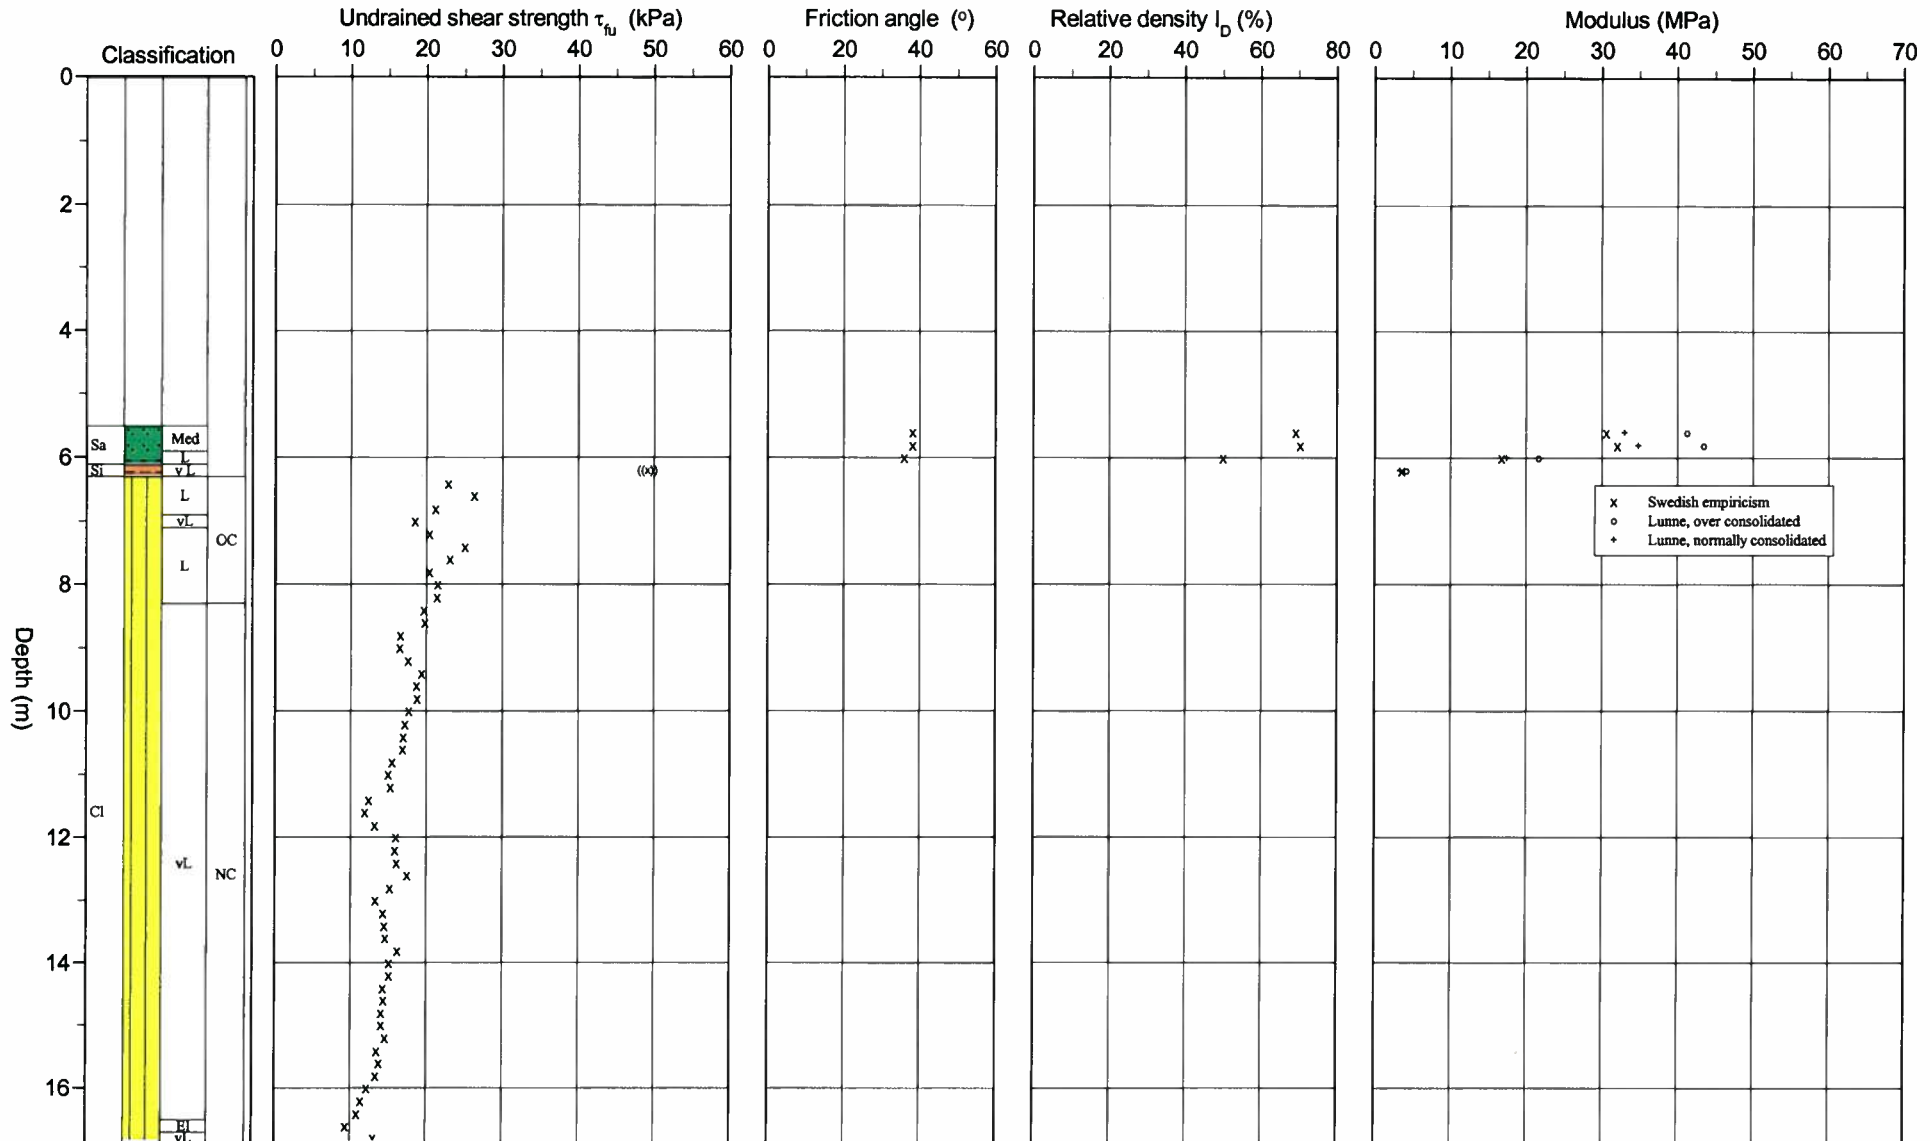 Undrained shear strength τfu (kPa)
Friction angle (o)
Relative density ID (%)
Modulus (MPa)
Classification
0 10 20 30 40 50 60
0 20 40 60
0 20 40 60 80
0 10 20 30 40 50 60 70
0
2
4
6
8
10
12
14
16
Depth (m)
Sa
Med
L
Si
vL
L
vL
OC
L
Cl
vL
NC
El
vL
((x))
x Swedish empiricism
o Lunne, over consolidated
+ Lunne, normally consolidated